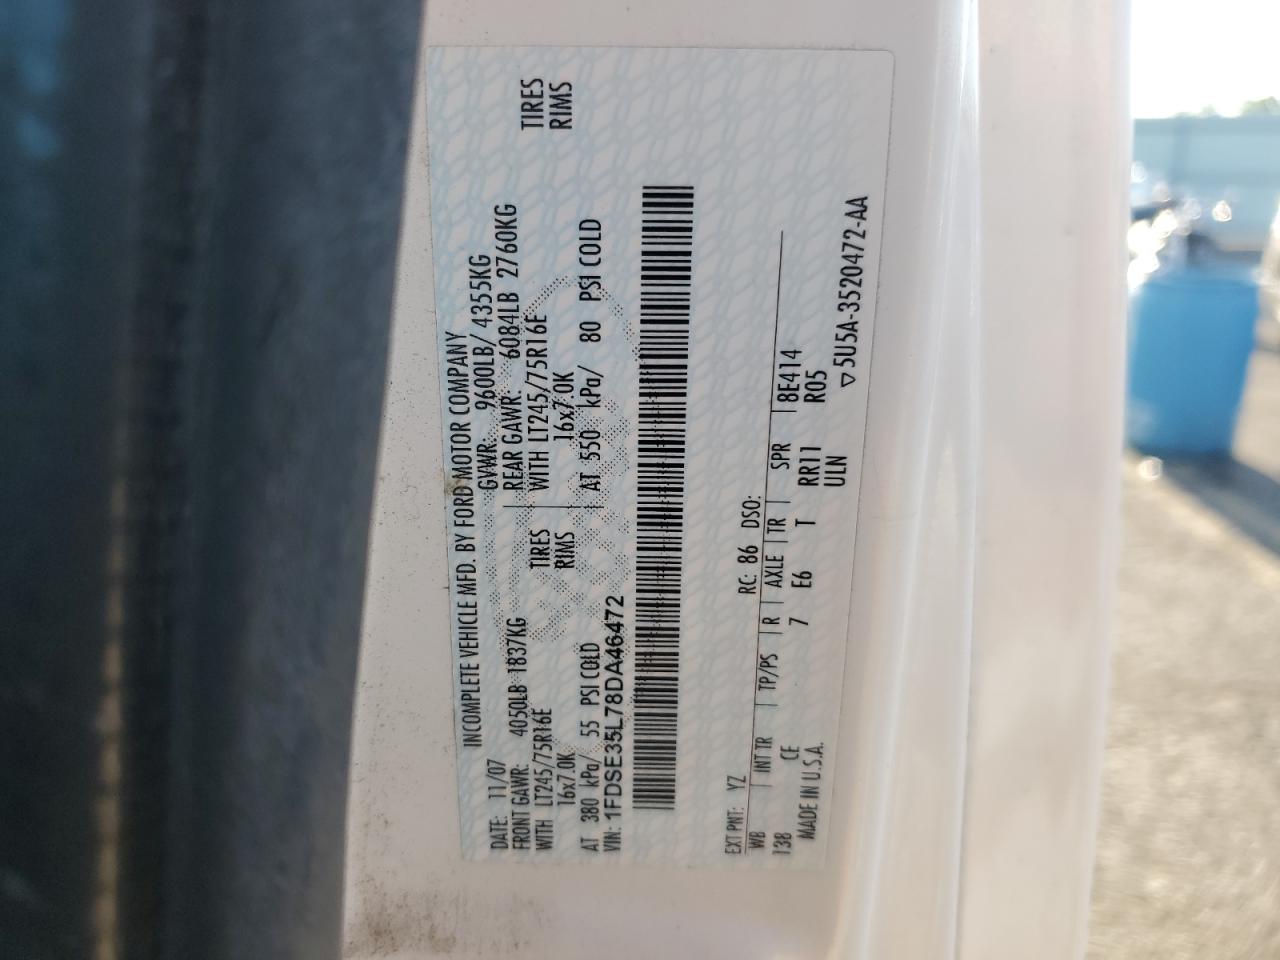 INCOMPLETE VEHICLE MFD. BY FORD MOTOR COMPANY
DATE: 11/07 GVWR: 9600LB/ 4355KG
FRONT GAWR: 4050LB 1837KG REAR GAWR: 6084LB 2760KG
WITH LT245/75R16E TIRES WITH LT245/75R16E TIRES
16x7.0K RIMS 16x7.0K RIMS
AT 380 kPa/ 55 PSI COLD AT 550 kPa/ 80 PSI COLD
VIN: 1FDSE35L78DA46472
EXT PNT: YZ RC: 86 DSO:
WB INT TR TP/PS R AXLE TR SPR
138 CE 7 E6 T RR11 8E414
MADE IN U.S.A. ULN R05
▽5U5A-3520472-AA